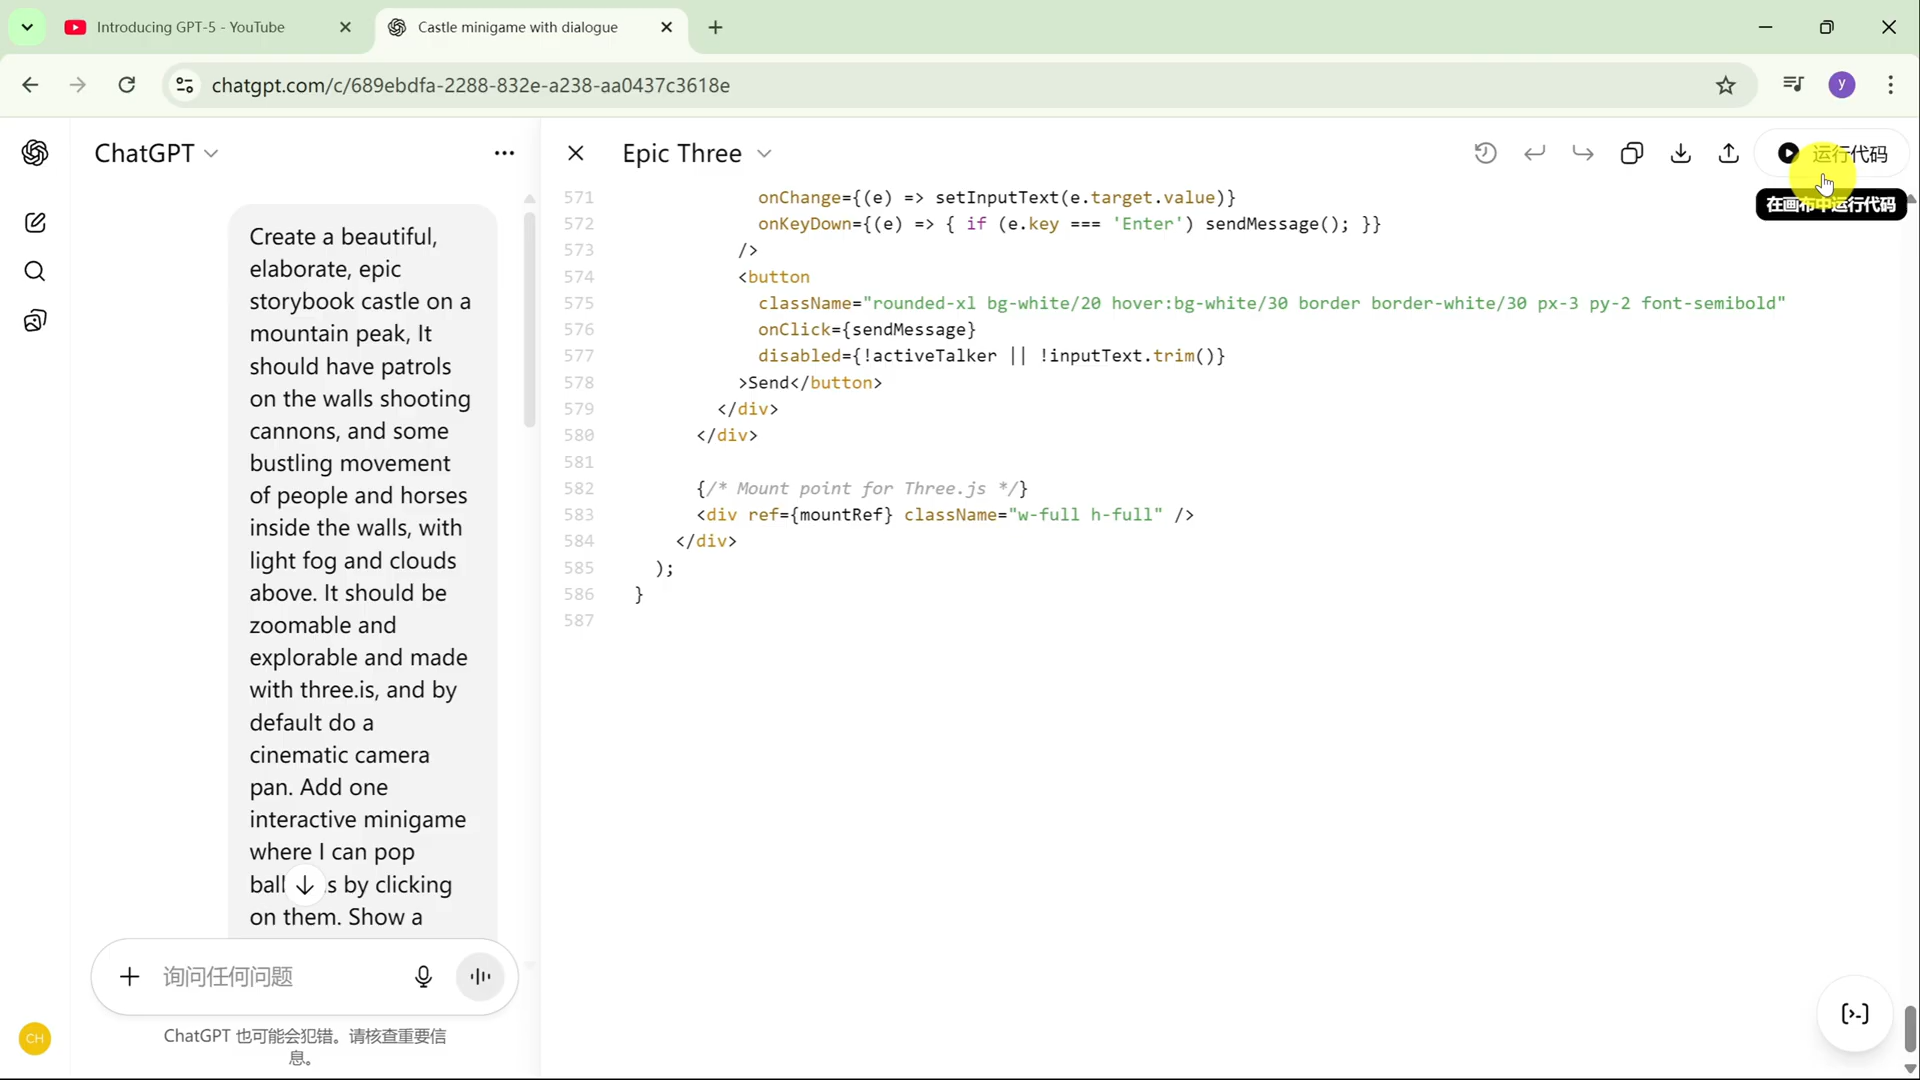 Introducing GPT-5 - YouTube
Castle minigame with dialogue
chatgpt.com/c/689ebdfa-2288-832e-a238-aa0437c3618e
y
ChatGPT
Create a beautiful,
elaborate, epic
storybook castle on a
mountain peak, It
should have patrols
on the walls shooting
cannons, and some
bustling movement
of people and horses
inside the walls, with
light fog and clouds
above. It should be
zoomable and
explorable and made
with three.is, and by
default do a
cinematic camera
pan. Add one
interactive minigame
where I can pop
ball s by clicking
on them. Show a
询问任何问题
ChatGPT 也可能会犯错。请核查重要信
息。
CH
Epic Three
运行代码
在画布中运行代码
571 onChange={(e) => setInputText(e.target.value)}
572 onKeyDown={(e) => { if (e.key === 'Enter') sendMessage(); }}
573 />
574 <button
575 className="rounded-xl bg-white/20 hover:bg-white/30 border border-white/30 px-3 py-2 font-semibold"
576 onClick={sendMessage}
577 disabled={!activeTalker || !inputText.trim()}
578 >Send</button>
579 </div>
580 </div>
581
582 {/* Mount point for Three.js */}
583 <div ref={mountRef} className="w-full h-full" />
584 </div>
585 );
586 }
587